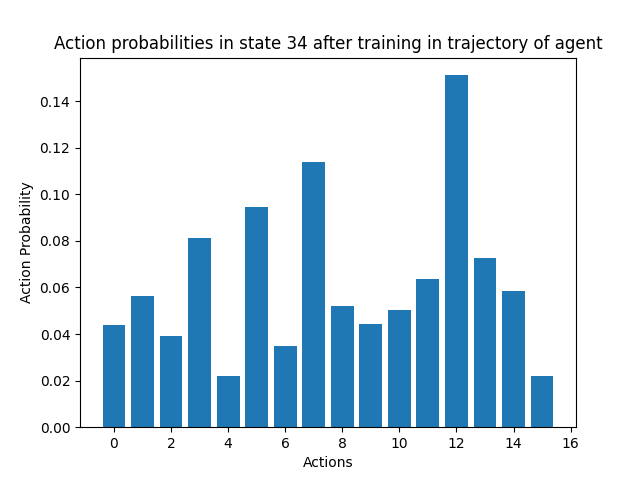 Action probabilities in state 34 after training in trajectory of agent
0.14
0.12
0.10
0.08
0.06
0.04
0.02
0.00
Action Probability
0 2 4 6 8 10 12 14 16
Actions